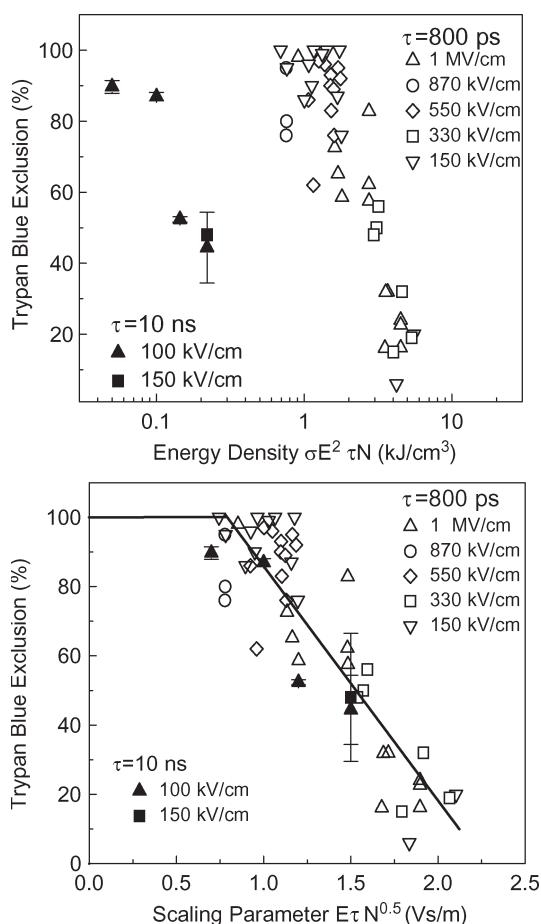 100
80
60
40
20
Trypan Blue Exclusion (%)
τ=800 ps
1 MV/cm
870 kV/cm
550 kV/cm
330 kV/cm
150 kV/cm
τ=10 ns
100 kV/cm
150 kV/cm
0.1 1 10
Energy Density σE² τN (kJ/cm³)
100
80
60
40
20
0
Trypan Blue Exclusion (%)
τ=800 ps
1 MV/cm
870 kV/cm
550 kV/cm
330 kV/cm
150 kV/cm
τ=10 ns
100 kV/cm
150 kV/cm
0.0 0.5 1.0 1.5 2.0 2.5
Scaling Parameter Eτ N⁰·⁵ (Vs/m)